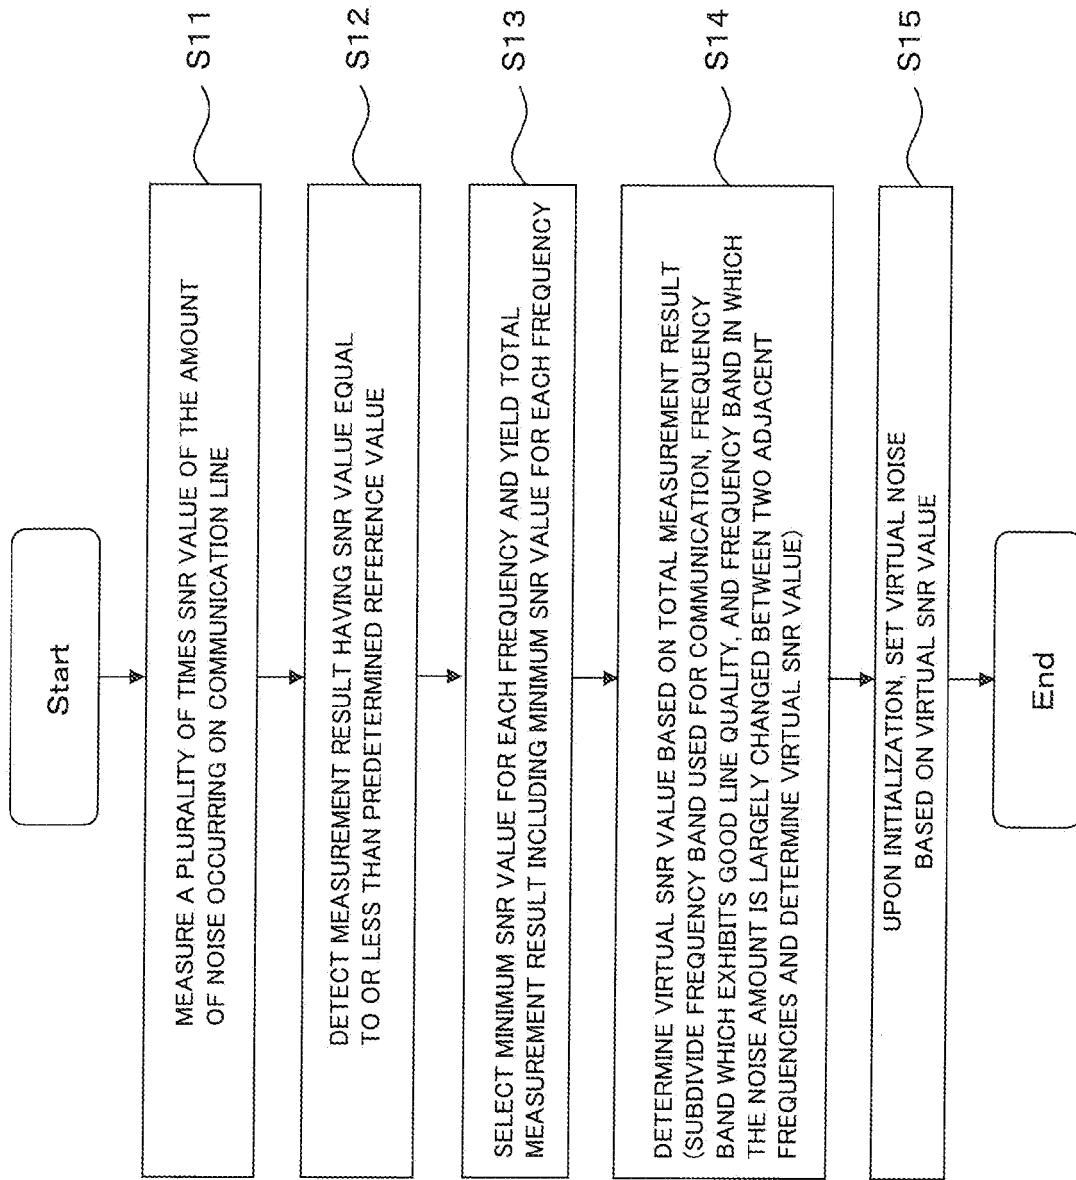 Start
MEASURE A PLURALITY OF TIMES SNR VALUE OF THE AMOUNT
OF NOISE OCCURRING ON COMMUNICATION LINE
S11
DETECT MEASUREMENT RESULT HAVING SNR VALUE EQUAL
TO OR LESS THAN PREDETERMINED REFERENCE VALUE
S12
SELECT MINIMUM SNR VALUE FOR EACH FREQUENCY AND YIELD TOTAL
MEASUREMENT RESULT INCLUDING MINIMUM SNR VALUE FOR EACH FREQUENCY
S13
DETERMINE VIRTUAL SNR VALUE BASED ON TOTAL MEASUREMENT RESULT
(SUBDIVIDE FREQUENCY BAND USED FOR COMMUNICATION, FREQUENCY
BAND WHICH EXHIBITS GOOD LINE QUALITY, AND FREQUENCY BAND IN WHICH
THE NOISE AMOUNT IS LARGELY CHANGED BETWEEN TWO ADJACENT
FREQUENCIES AND DETERMINE VIRTUAL SNR VALUE)
S14
UPON INITIALIZATION, SET VIRTUAL NOISE
BASED ON VIRTUAL SNR VALUE
S15
End